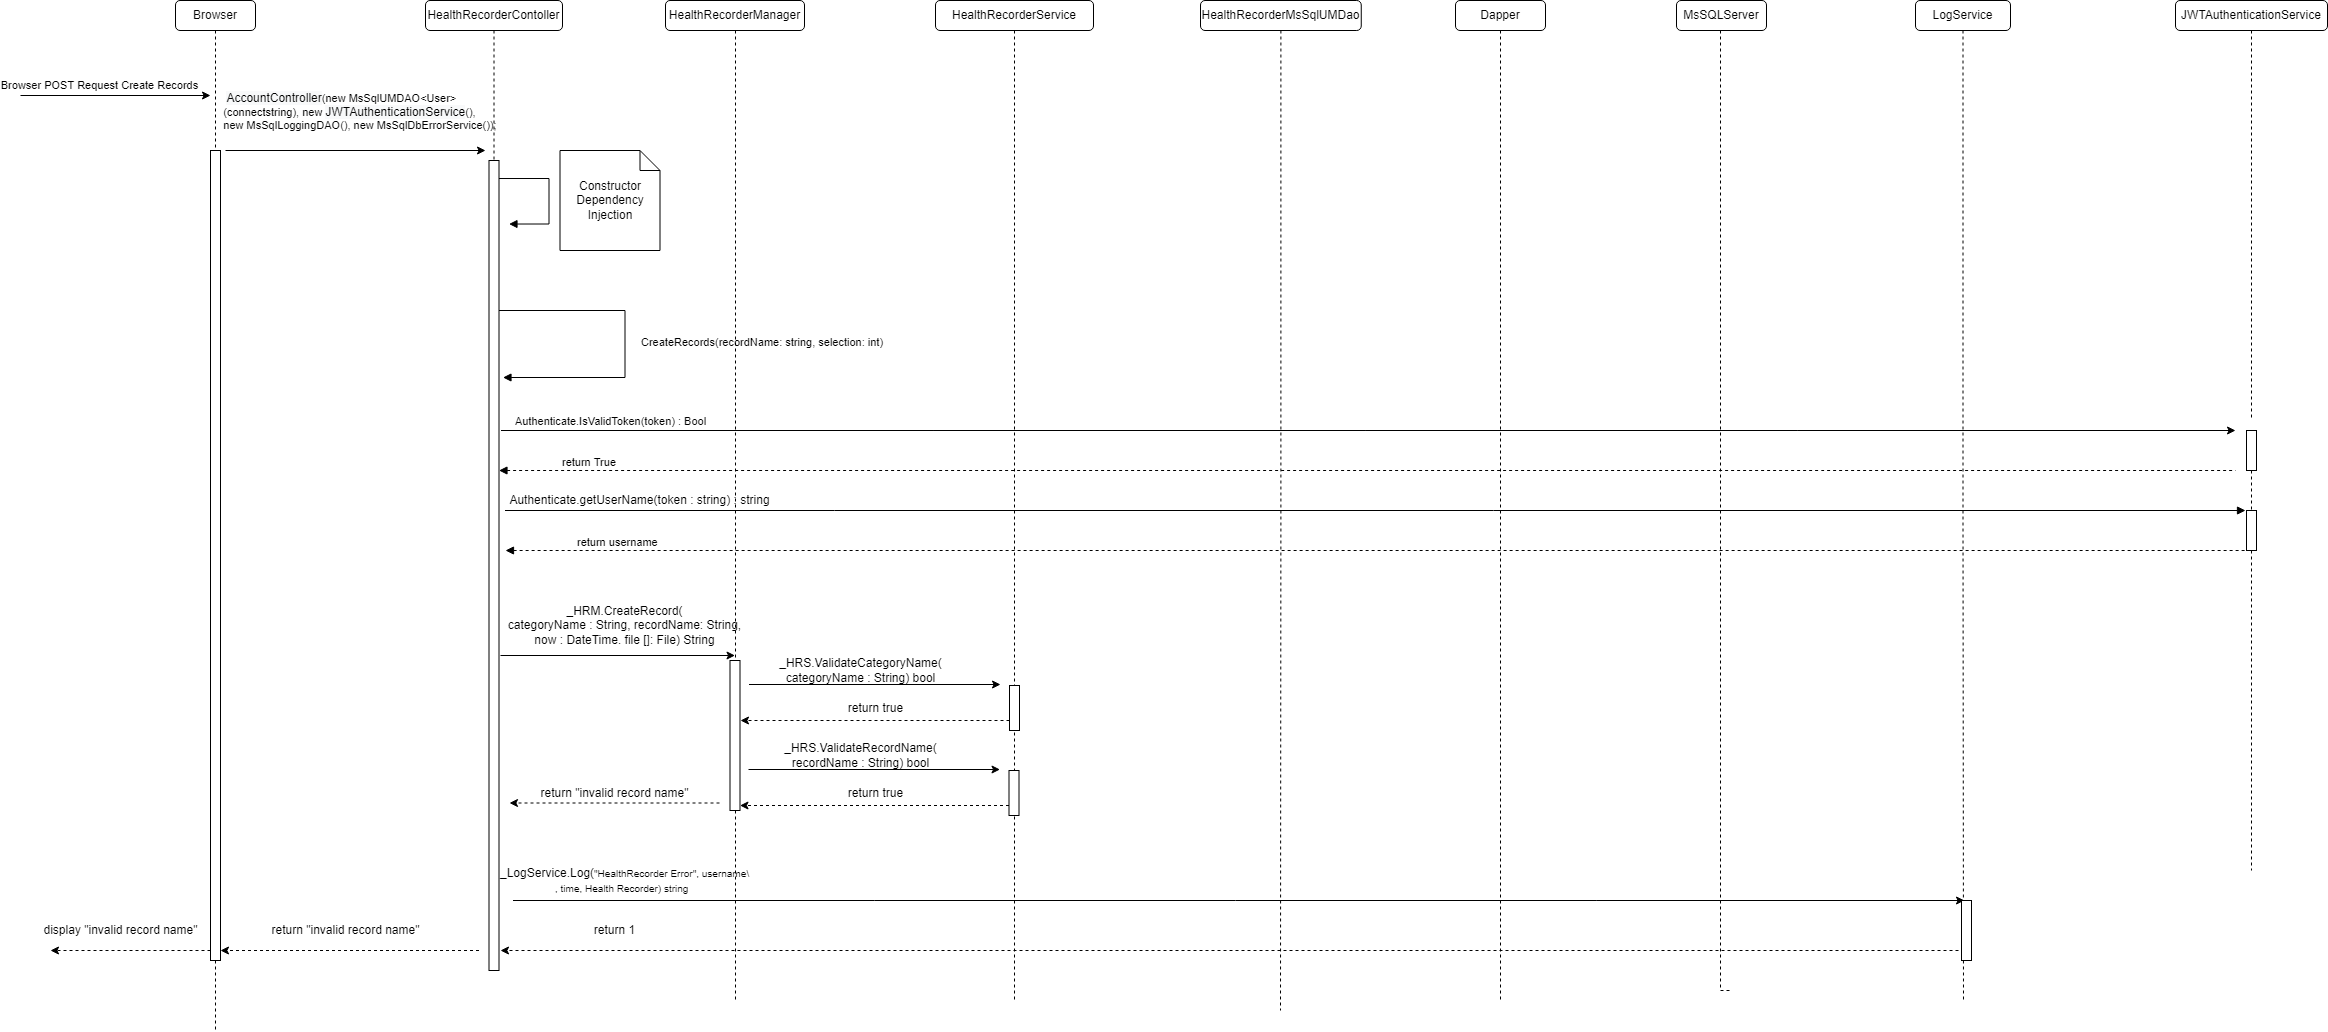 Browser
HealthRecorderContoller
HealthRecorderManager
HealthRecorderService
HealthRecorderMsSqlUMDao
Dapper
MsSQLServer
LogService
JWTAuthenticationService
Browser POST Request Create Records
AccountController(new MsSqlUMDAO<User>
(connectstring), new JWTAuthenticationService(),
new MsSqlLoggingDAO(), new MsSqlDbErrorService());
Constructor
Dependency
Injection
CreateRecords(recordName: string, selection: int)
Authenticate.IsValidToken(token) : Bool
return True
Authenticate.getUserName(token : string) : string
return username
_HRM.CreateRecord(
categoryName : String, recordName: String,
now : DateTime. file []: File) String
_HRS.ValidateCategoryName(
categoryName : String) bool
return true
_HRS.ValidateRecordName(
recordName : String) bool
return "invalid record name"
return true
_LogService.Log("HealthRecorder Error", username\
, time, Health Recorder) string
display "invalid record name"
return "invalid record name"
return 1